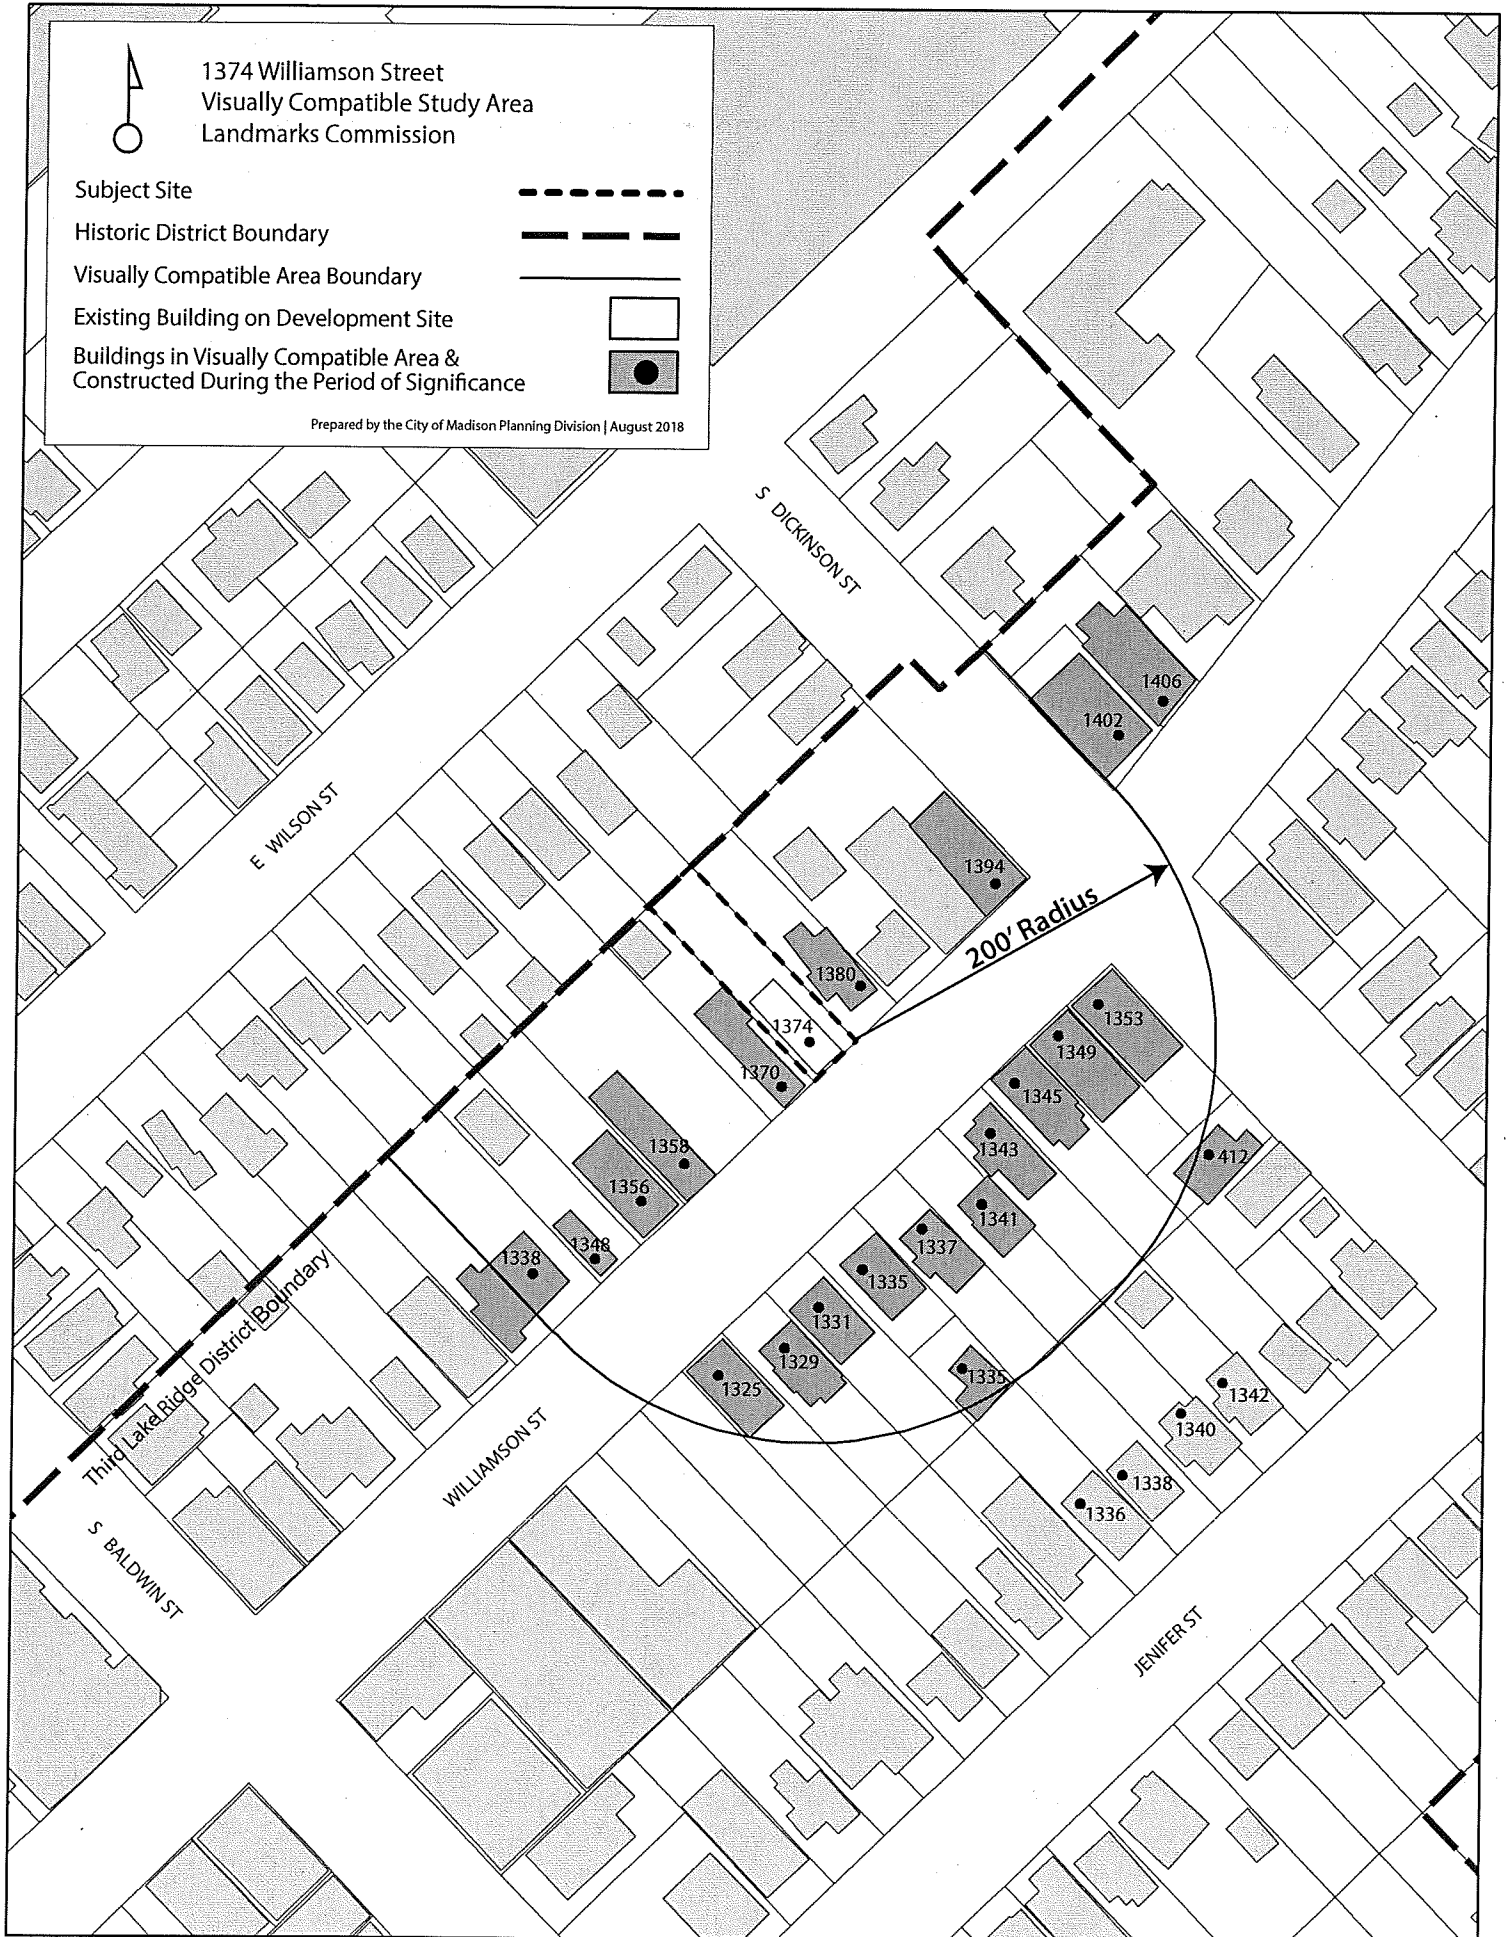 1374 Williamson Street
Visually Compatible Study Area
Landmarks Commission
Subject Site
Historic District Boundary
Visually Compatible Area Boundary
Existing Building on Development Site
Buildings in Visually Compatible Area &
Constructed During the Period of Significance
Prepared by the City of Madison Planning Division | August 2018
S DICKINSON ST
1406
1402
E WILSON ST
1394
200' Radius
1380
1374
1370
1353
1349
1345
1343
412
1358
1356
1341
1348
1338
1337
1335
1331
1329
1325
1335
Third Lake Ridge District Boundary
1342
1340
1338
1336
WILLIAMSON ST
S BALDWIN ST
JENIFER ST